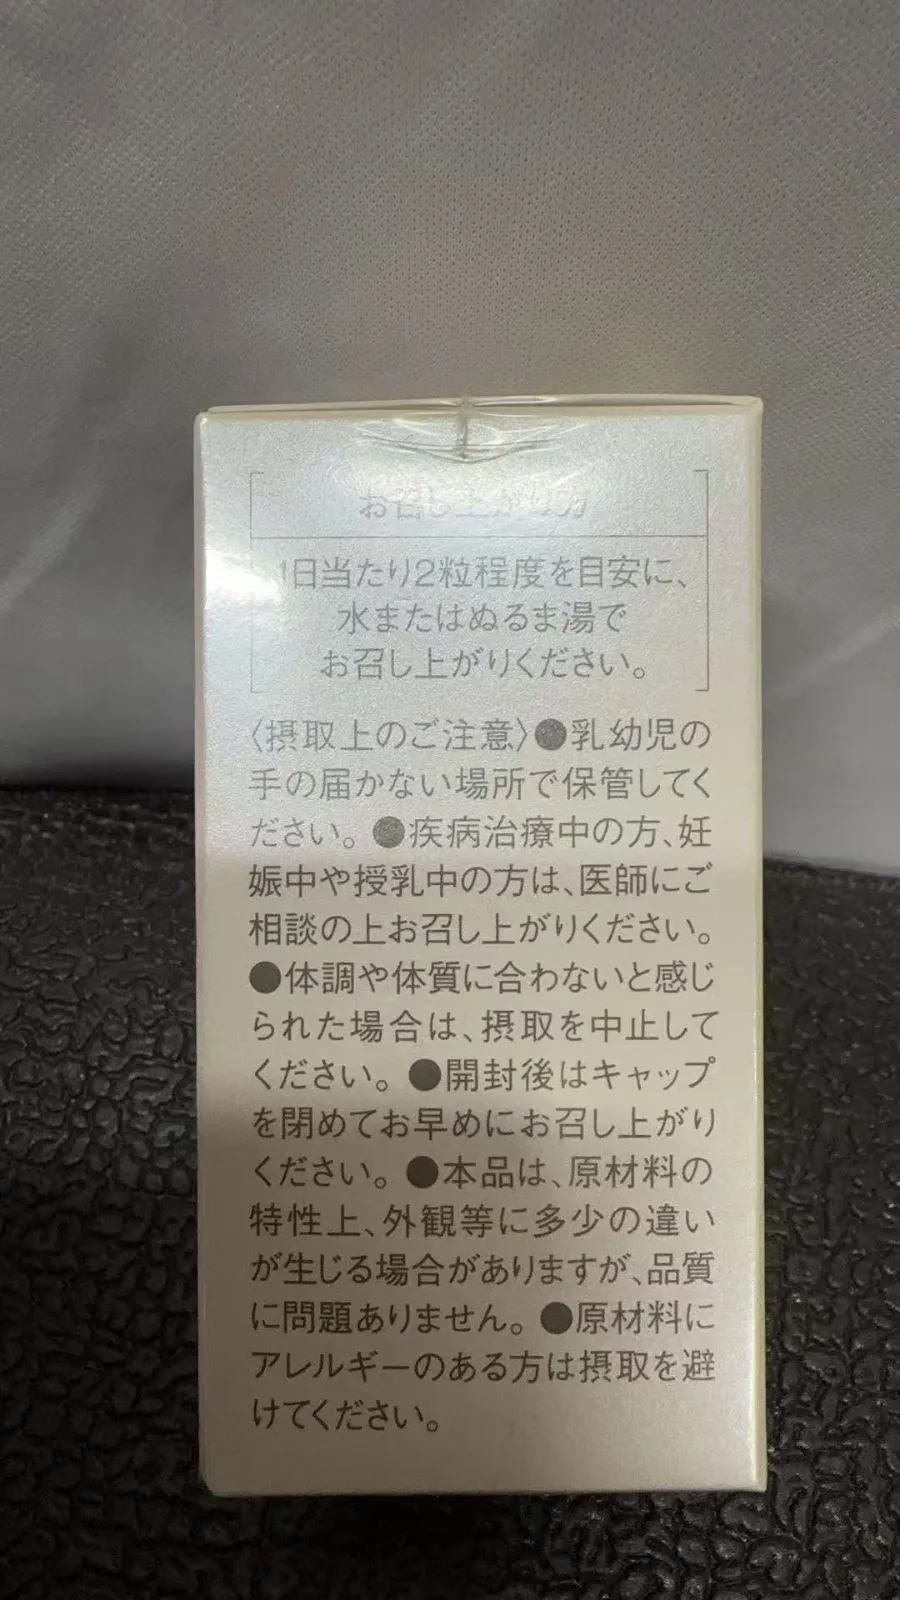 お召し上がり方
1日当たり2粒程度を目安に、
水またはぬるま湯で
お召し上がりください。
〈摂取上のご注意〉●乳幼児の
手の届かない場所で保管してく
ださい。●疾病治療中の方、妊
娠中や授乳中の方は、医師にご
相談の上お召し上がりください。
●体調や体質に合わないと感じ
られた場合は、摂取を中止して
ください。●開封後はキャップ
を閉めてお早めにお召し上がり
ください。●本品は、原材料の
特性上、外観等に多少の違い
が生じる場合がありますが、品質
に問題ありません。●原材料に
アレルギーのある方は摂取を避
けてください。